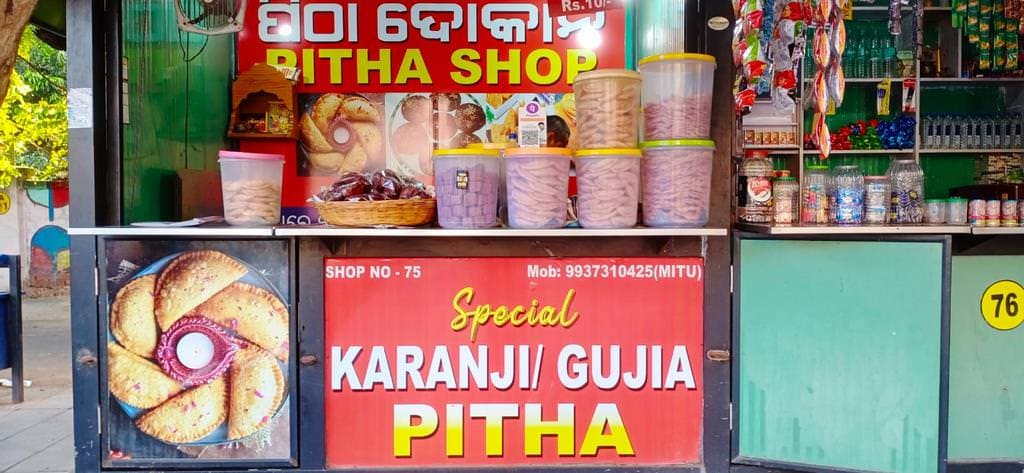 ପିଠା ଦୋକାନ
Rs.10/-
PITHA SHOP
SHOP NO - 75
Mob: 9937310425(MITU)
Special
KARANJI/ GUJIA
PITHA
76